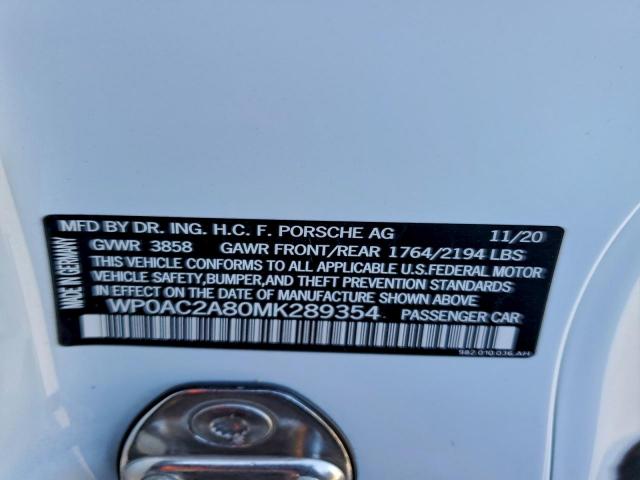 MFD BY DR. ING. H.C. F. PORSCHE AG 11/20
GVWR 3858 GAWR FRONT/REAR 1764/2194 LBS
THIS VEHICLE CONFORMS TO ALL APPLICABLE U.S.FEDERAL MOTOR
VEHICLE SAFETY,BUMPER,AND THEFT PREVENTION STANDARDS IN
EFFECT ON THE DATE OF MANUFACTURE SHOWN ABOVE.
WP0AC2A80MK289354 PASSENGER CAR
982.010.036.AH
MADE IN GERMANY